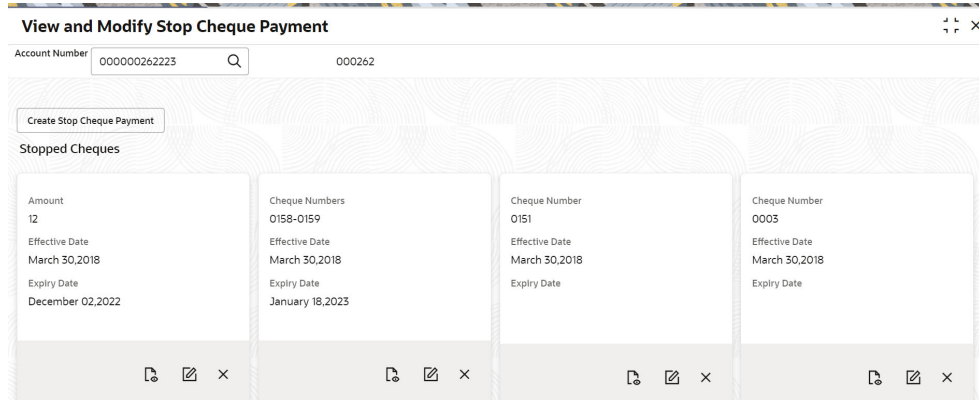 View and Modify Stop Cheque Payment
Account Number 000000262223 000262
Create Stop Cheque Payment
Stopped Cheques
Amount
12
Effective Date
March 30,2018
Expiry Date
December 02,2022
Cheque Numbers
0158-0159
Effective Date
March 30,2018
Expiry Date
January 18,2023
Cheque Number
0151
Effective Date
March 30,2018
Expiry Date
Cheque Number
0003
Effective Date
March 30,2018
Expiry Date